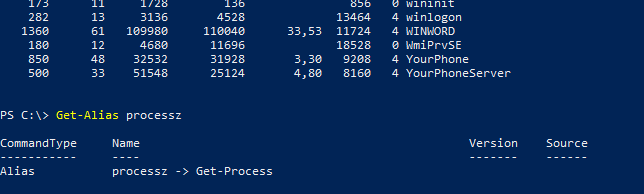 173 11 1728 136 856 0 wininit
282 13 3136 4528 13464 4 winlogon
1360 61 109980 110040 33,53 11724 4 WINWORD
180 12 4680 11696 18528 0 WmiPrvSE
850 48 32532 31928 3,30 9208 4 YourPhone
500 33 51548 25124 4,80 8160 4 YourPhoneServer
PS C:\> Get-Alias processz
CommandType Name Version Source
----------- ---- ------- ------
Alias processz -> Get-Process